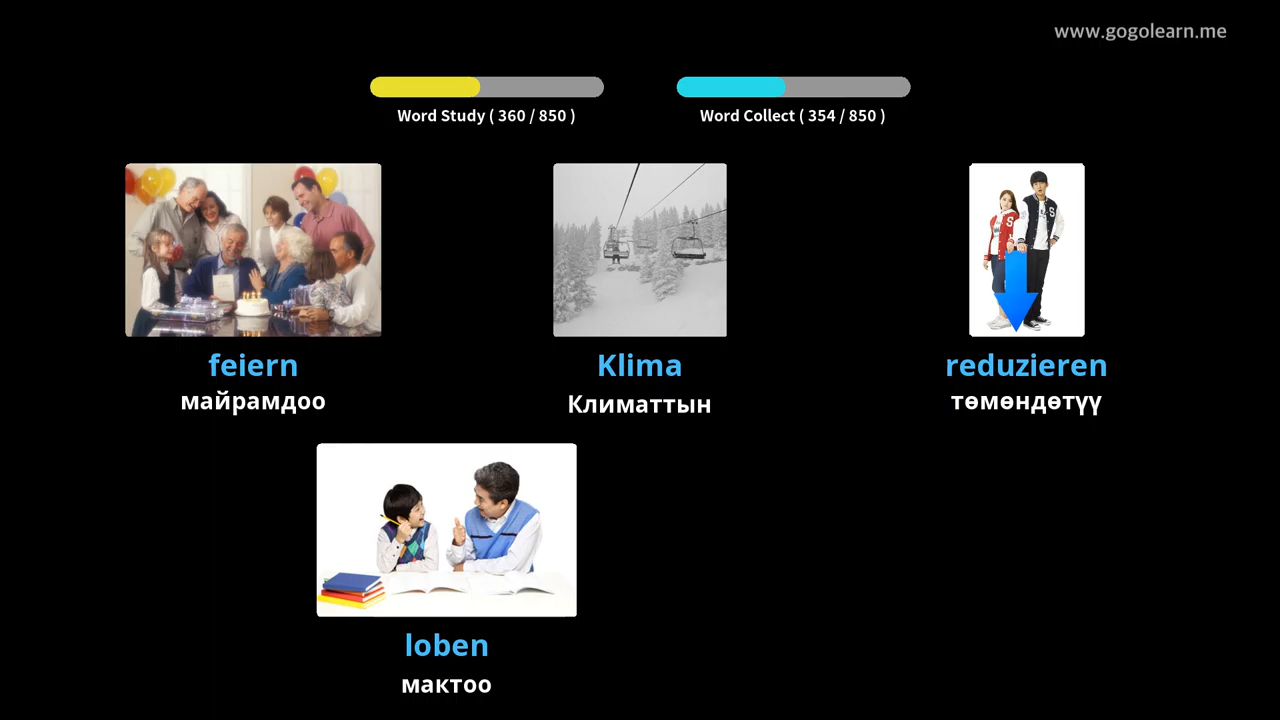 www.gogolearn.me
Word Study ( 360 / 850 )
Word Collect ( 354 / 850 )
feiern
майрамдоо
Klima
Климаттын
reduzieren
төмөндөтүү
loben
мактоо